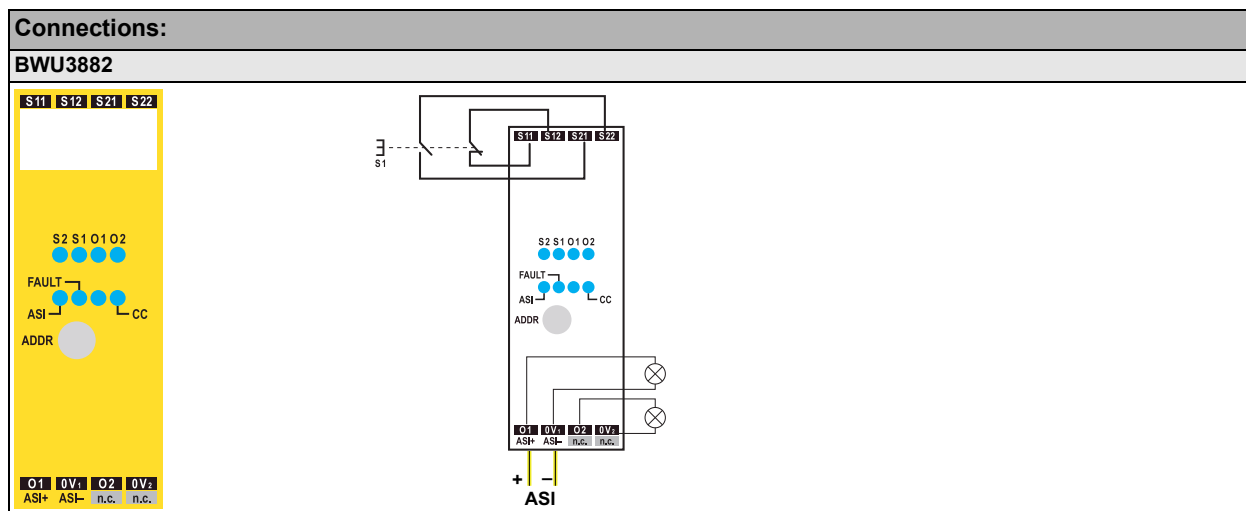 Connections:
BWU3882
S11 S12 S21 S22
S2 S1 O1 O2
FAULT
ASI
CC
ADDR
O1 0V1 O2 0V2
ASI+ ASI– n.c. n.c.
S1
S11 S12 S21 S22
S2 S1 O1 O2
FAULT
ASI
CC
ADDR
O1 0V1 O2 0V2
ASI+ ASI– n.c. n.c.
+ –
ASI